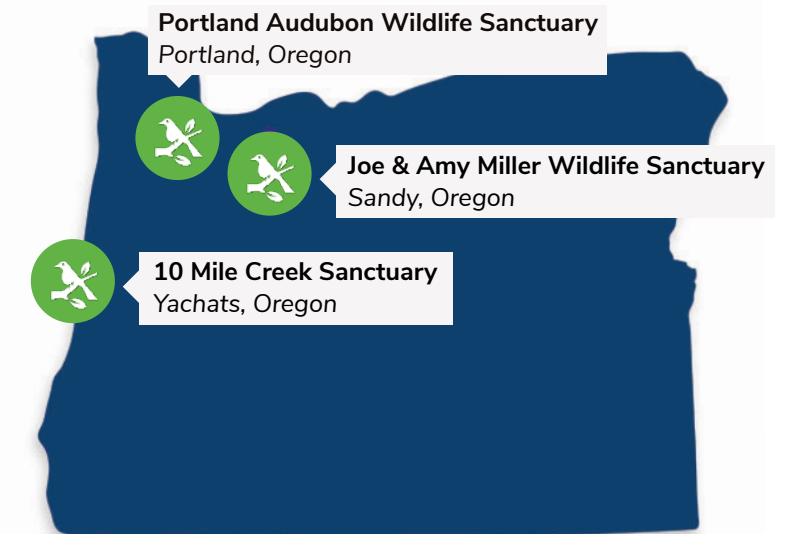 Portland Audubon Wildlife Sanctuary
Portland, Oregon
Joe & Amy Miller Wildlife Sanctuary
Sandy, Oregon
10 Mile Creek Sanctuary
Yachats, Oregon